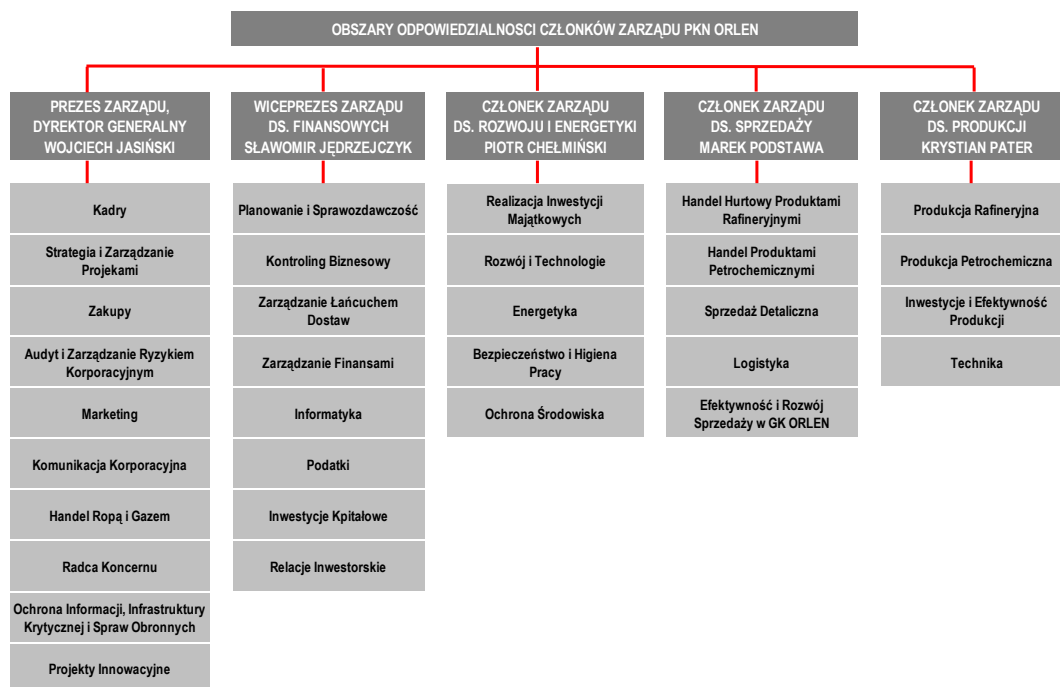 OBSZARY ODPOWIEDZIALNOSCI CZŁONKÓW ZARZĄDU PKN ORLEN
PREZES ZARZĄDU,
DYREKTOR GENERALNY
WOJCIECH JASIŃSKI
Kadry
Strategia i Zarządzanie
Projekami
Zakupy
Audyt i Zarządzanie Ryzykiem
Korporacyjnym
Marketing
Komunikacja Korporacyjna
Handel Ropą i Gazem
Radca Koncernu
Ochrona Informacji, Infrastruktury
Krytycznej i Spraw Obronnych
Projekty Innowacyjne
WICEPREZES ZARZĄDU
DS. FINANSOWYCH
SŁAWOMIR JĘDRZEJCZYK
Planowanie i Sprawozdawczość
Kontroling Biznesowy
Zarządzanie Łańcuchem
Dostaw
Zarządzanie Finansami
Informatyka
Podatki
Inwestycje Kpitałowe
Relacje Inwestorskie
CZŁONEK ZARZĄDU
DS. ROZWOJU I ENERGETYKI
PIOTR CHEŁMIŃSKI
Realizacja Inwestycji
Majątkowych
Rozwój i Technologie
Energetyka
Bezpieczeństwo i Higiena
Pracy
Ochrona Środowiska
CZŁONEK ZARZĄDU
DS. SPRZEDAŻY
MAREK PODSTAWA
Handel Hurtowy Produktami
Rafineryjnymi
Handel Produktami
Petrochemicznymi
Sprzedaż Detaliczna
Logistyka
Efektywność i Rozwój
Sprzedaży w GK ORLEN
CZŁONEK ZARZĄDU
DS. PRODUKCJI
KRYSTIAN PATER
Produkcja Rafineryjna
Produkcja Petrochemiczna
Inwestycje i Efektywność
Produkcji
Technika